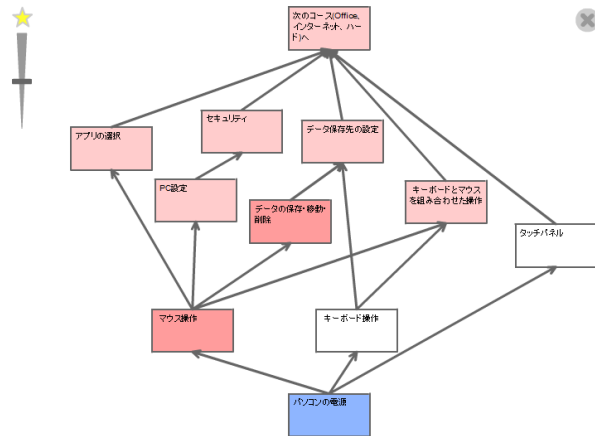 次のコース(Office、
インターネット、ハー
ド)へ
セキュリティ
データ保存先の設定
アプリの選択
PC設定
キーボードとマウス
を組み合わせた操作
データの保存・移動・
削除
タッチパネル
マウス操作
キーボード操作
パソコンの電源